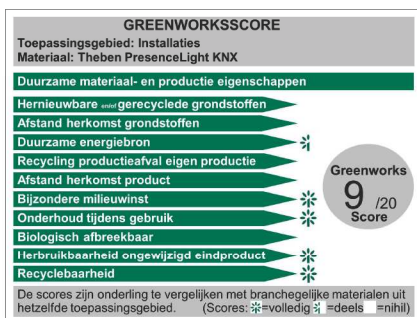 GREENWORKSSCORE
Toepassingsgebied: Installaties
Materiaal: Theben PresenceLight KNX
Duurzame materiaal- en productie eigenschappen
Hernieuwbare en/of gerecyclede grondstoffen
Afstand herkomst grondstoffen
Duurzame energiebron
Recycling productieafval eigen productie
Afstand herkomst product
Bijzondere milieuwinst
Onderhoud tijdens gebruik
Biologisch afbreekbaar
Herbruikbaarheid ongewijzigd eindproduct
Recyclebaarheid
Greenworks
9 /20
Score
De scores zijn onderling te vergelijken met branchegelijke materialen uit
hetzelfde toepassingsgebied. (Scores: =volledig =deels =nihil)